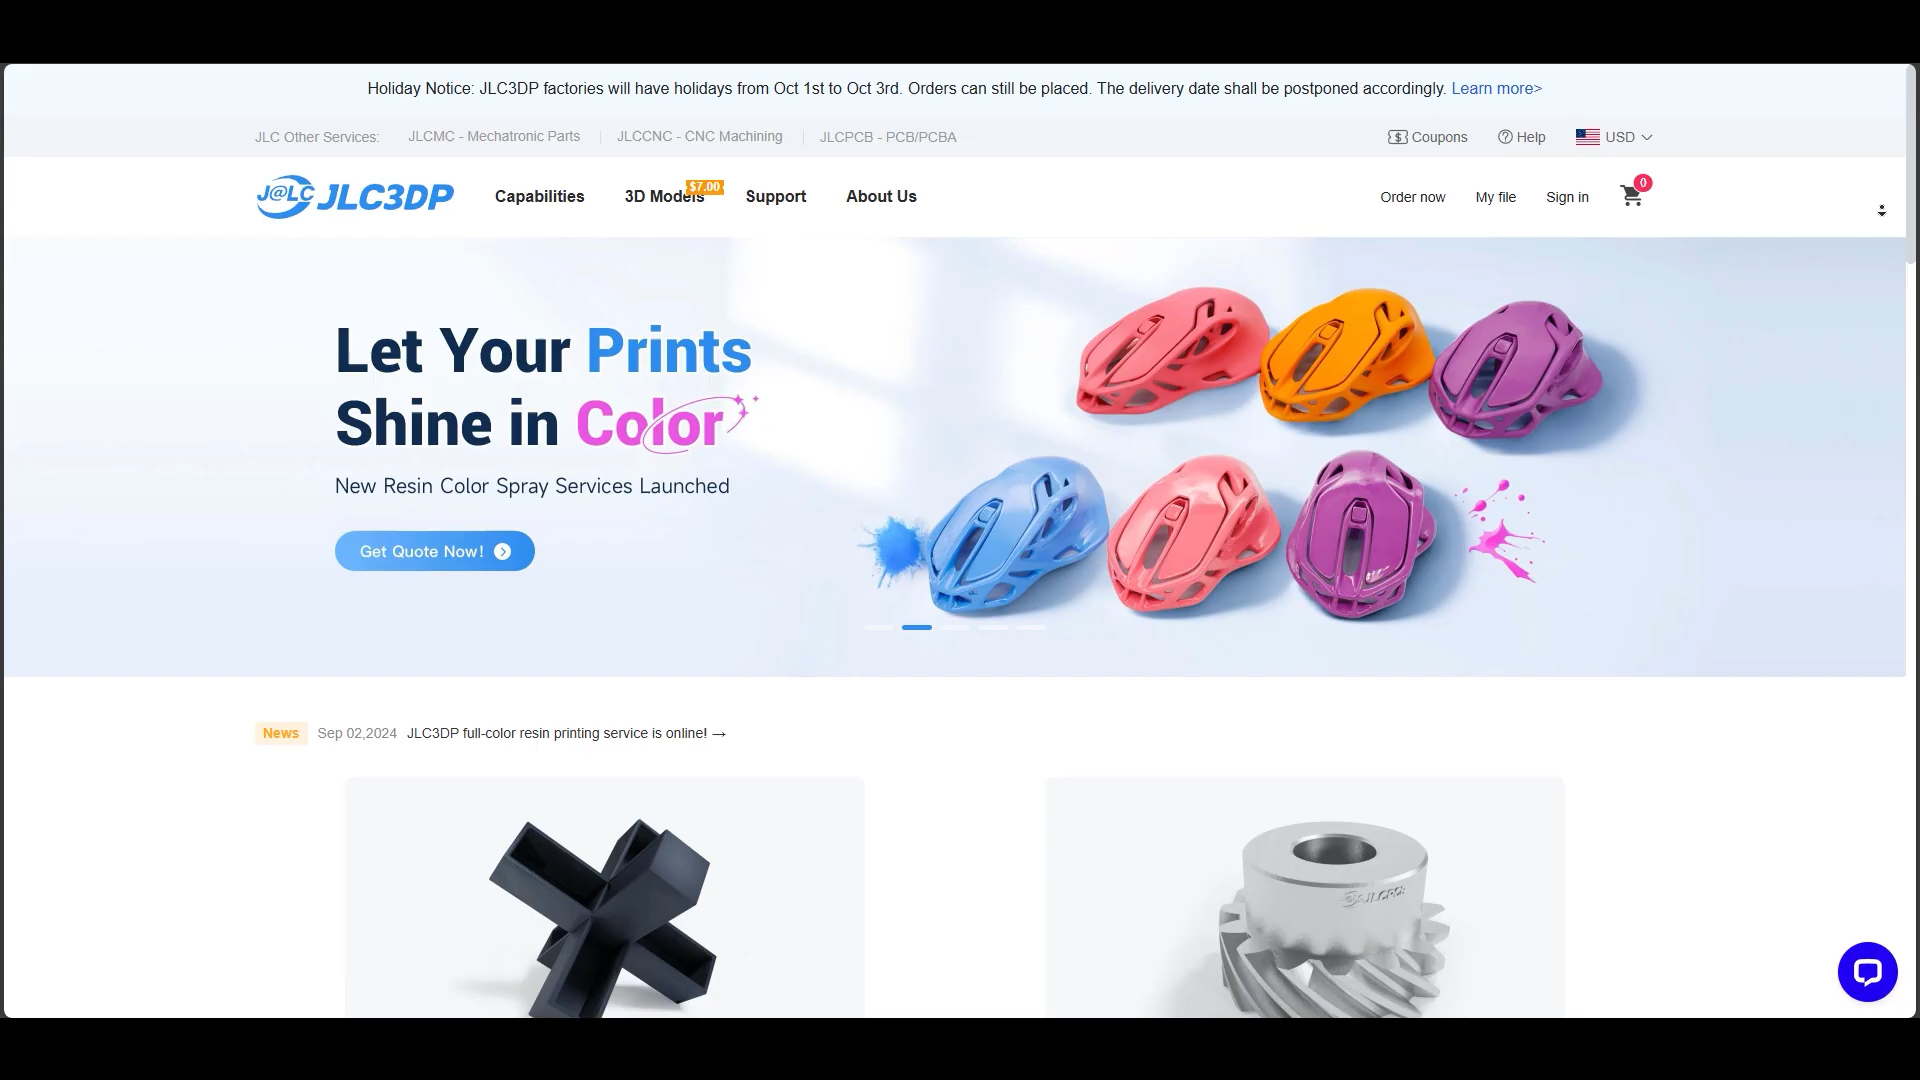 Holiday Notice: JLC3DP factories will have holidays from Oct 1st to Oct 3rd. Orders can still be placed. The delivery date shall be postponed accordingly. Learn more>
JLC Other Services: JLCMC - Mechatronic Parts JLCCNC - CNC Machining JLCPCB - PCB/PCBA Coupons Help USD
J@LC JLC3DP Capabilities 3D Models $7.00 Support About Us Order now My file Sign in 0
Let Your Prints
Shine in Color
New Resin Color Spray Services Launched
Get Quote Now!
News Sep 02,2024 JLC3DP full-color resin printing service is online! →
JLCPCB